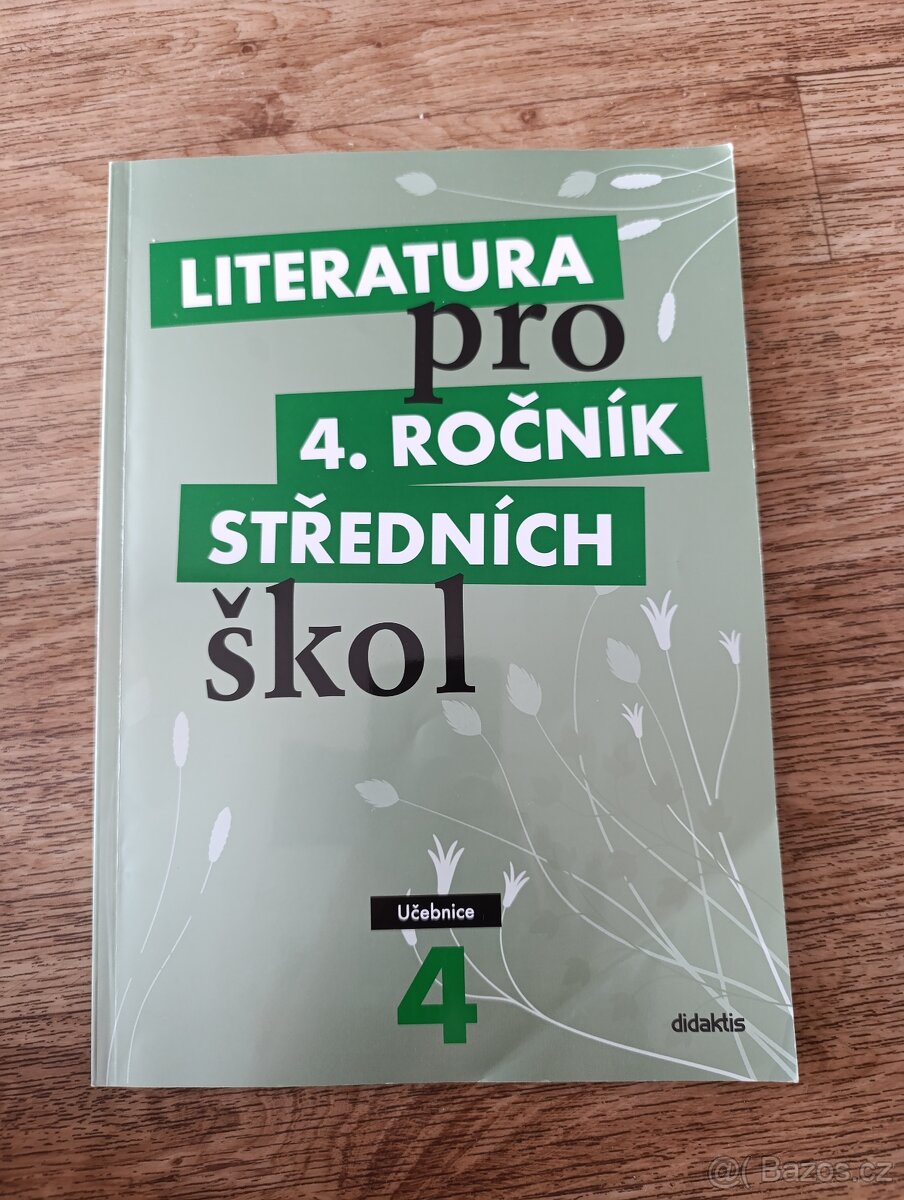 LITERATURA
pro
4. ROČNÍK
STŘEDNÍCH
škol
Učebnice
4
didaktis
@( Bazos.cz